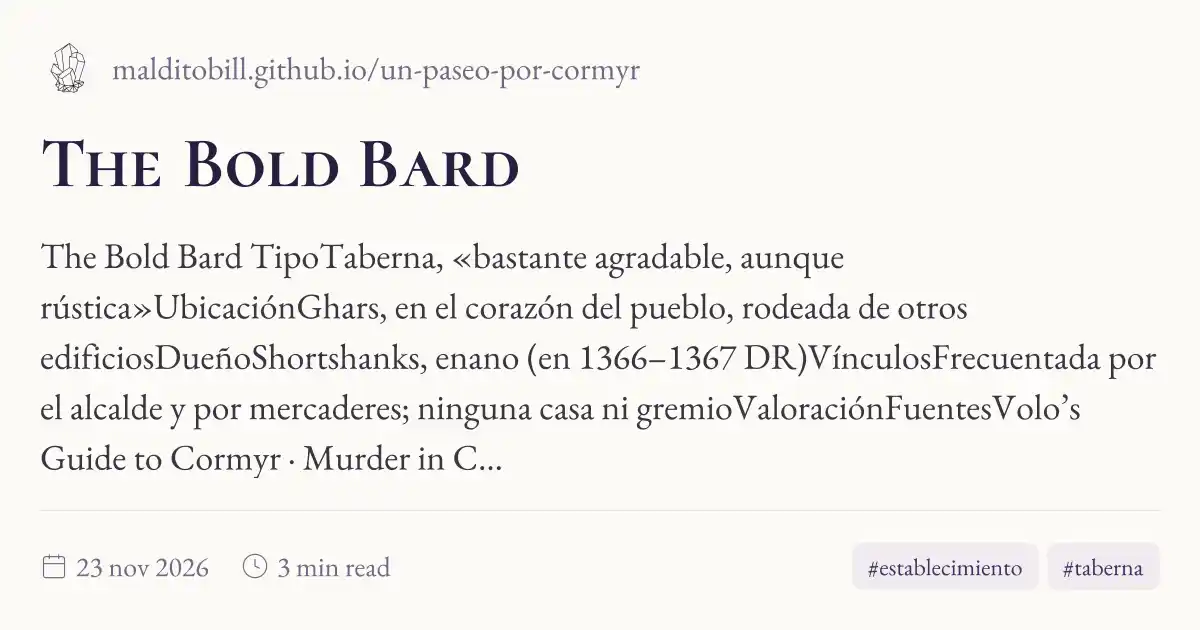 malditobill.github.io/un-paseo-por-cormyr
The Bold Bard
The Bold Bard TipoTaberna, «bastante agradable, aunque
rústica»UbicaciónGhars, en el corazón del pueblo, rodeada de otros
edificiosDueñoShortshanks, enano (en 1366–1367 DR)VínculosFrecuentada por
el alcalde y por mercaderes; ninguna casa ni gremioValoraciónFuentesVolo’s
Guide to Cormyr · Murder in C...
23 nov 2026
3 min read
#establecimiento
#taberna